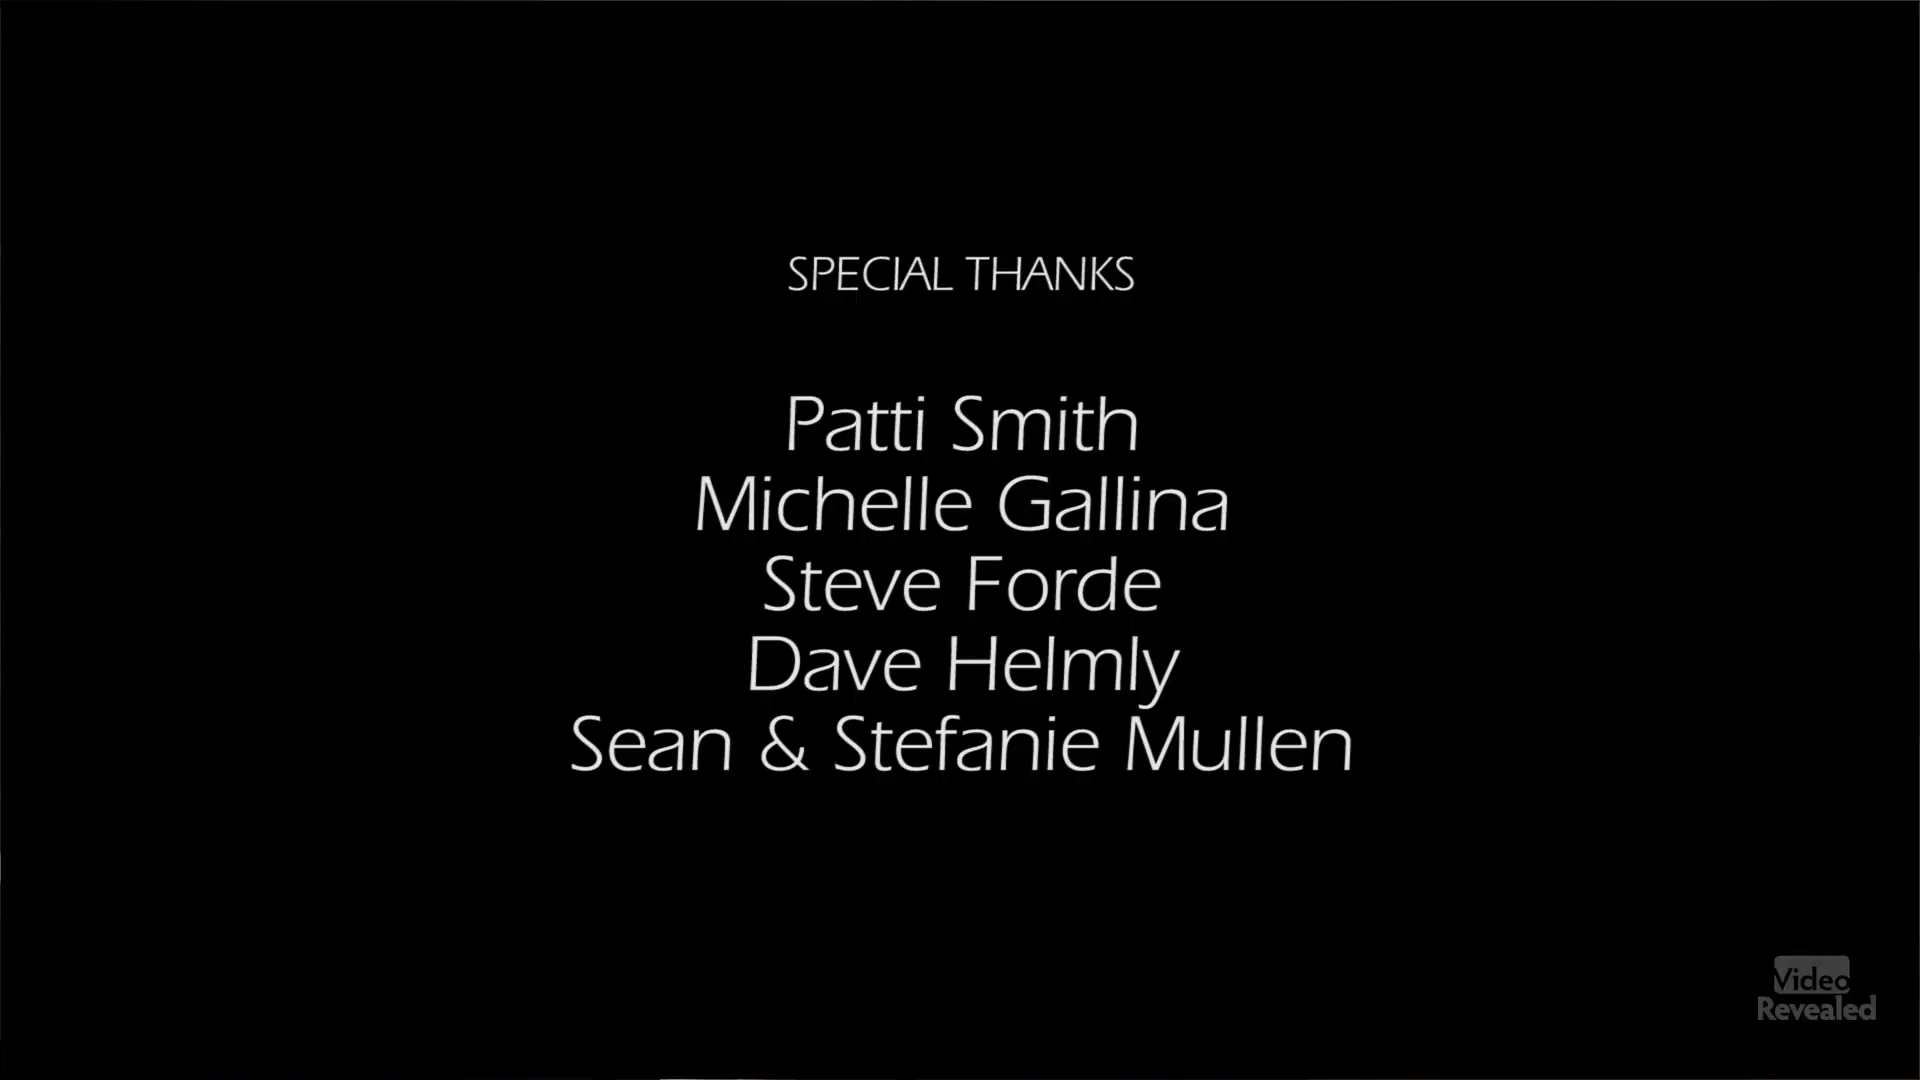 SPECIAL THANKS
Patti Smith
Michelle Gallina
Steve Forde
Dave Helmly
Sean & Stefanie Mullen
Video
Revealed